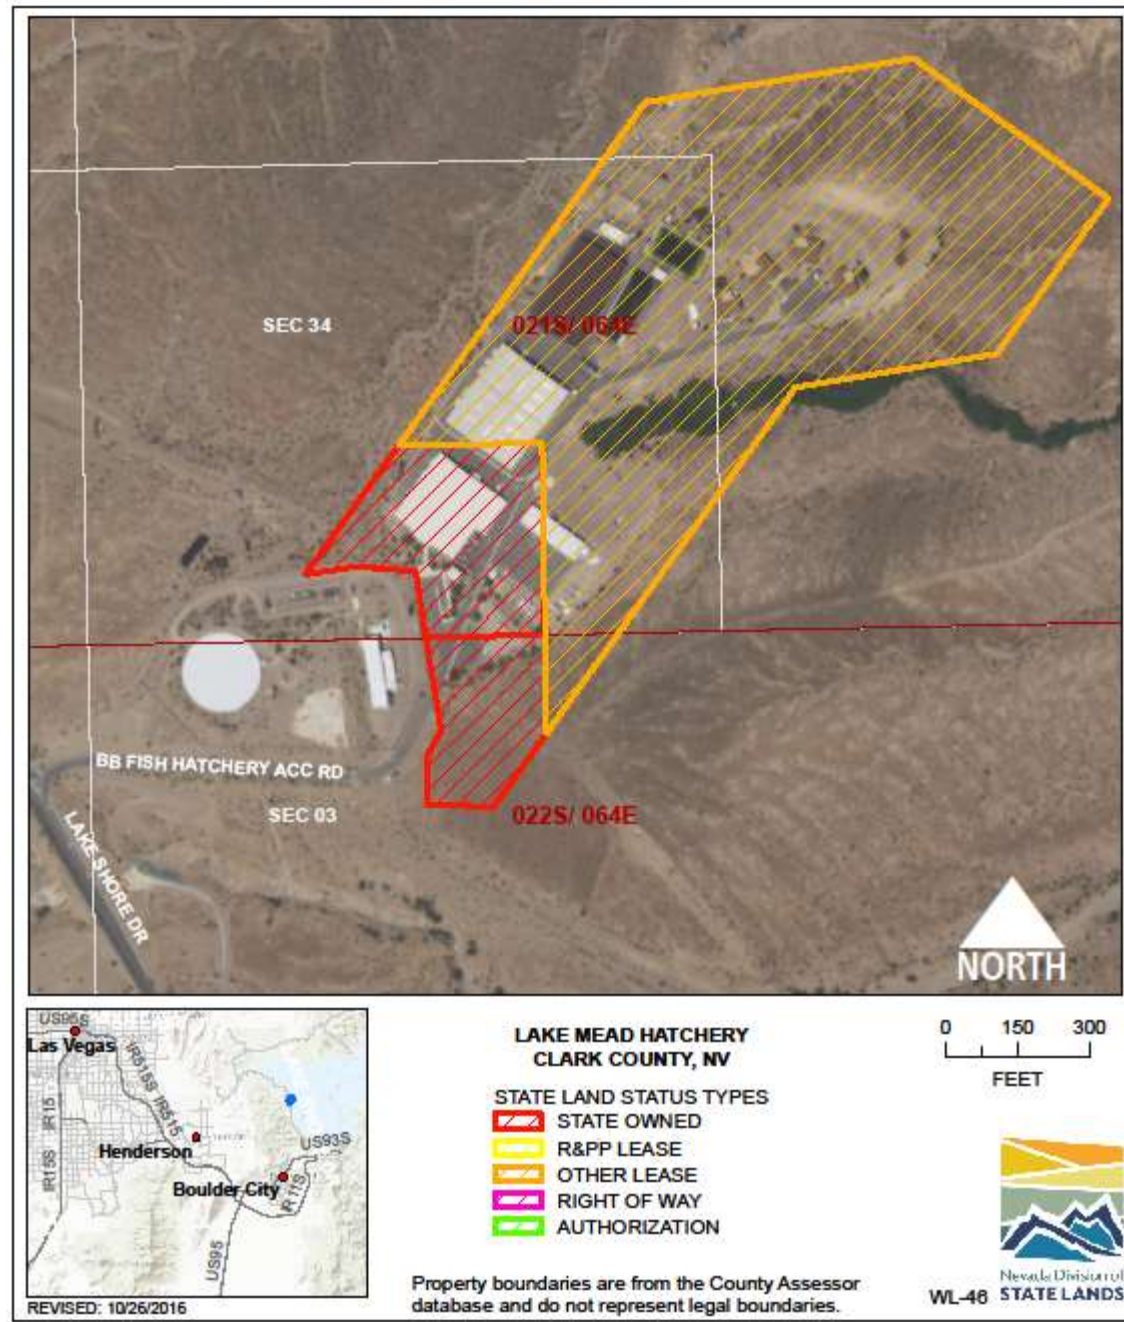 SEC 34
021S/ 064E
BB FISH HATCHERY ACC RD
SEC 03
022S/ 064E
LAKE SHORE DR
NORTH
US95S
Las Vegas
IR515S
IR515
IR15
IR15S
Henderson
US93S
Boulder City
IR11S
US95
REVISED: 10/26/2016
LAKE MEAD HATCHERY
CLARK COUNTY, NV
STATE LAND STATUS TYPES
STATE OWNED
R&PP LEASE
OTHER LEASE
RIGHT OF WAY
AUTHORIZATION
Property boundaries are from the County Assessor
database and do not represent legal boundaries.
0 150 300
FEET
Nevada Division of
STATE LANDS
WL-46